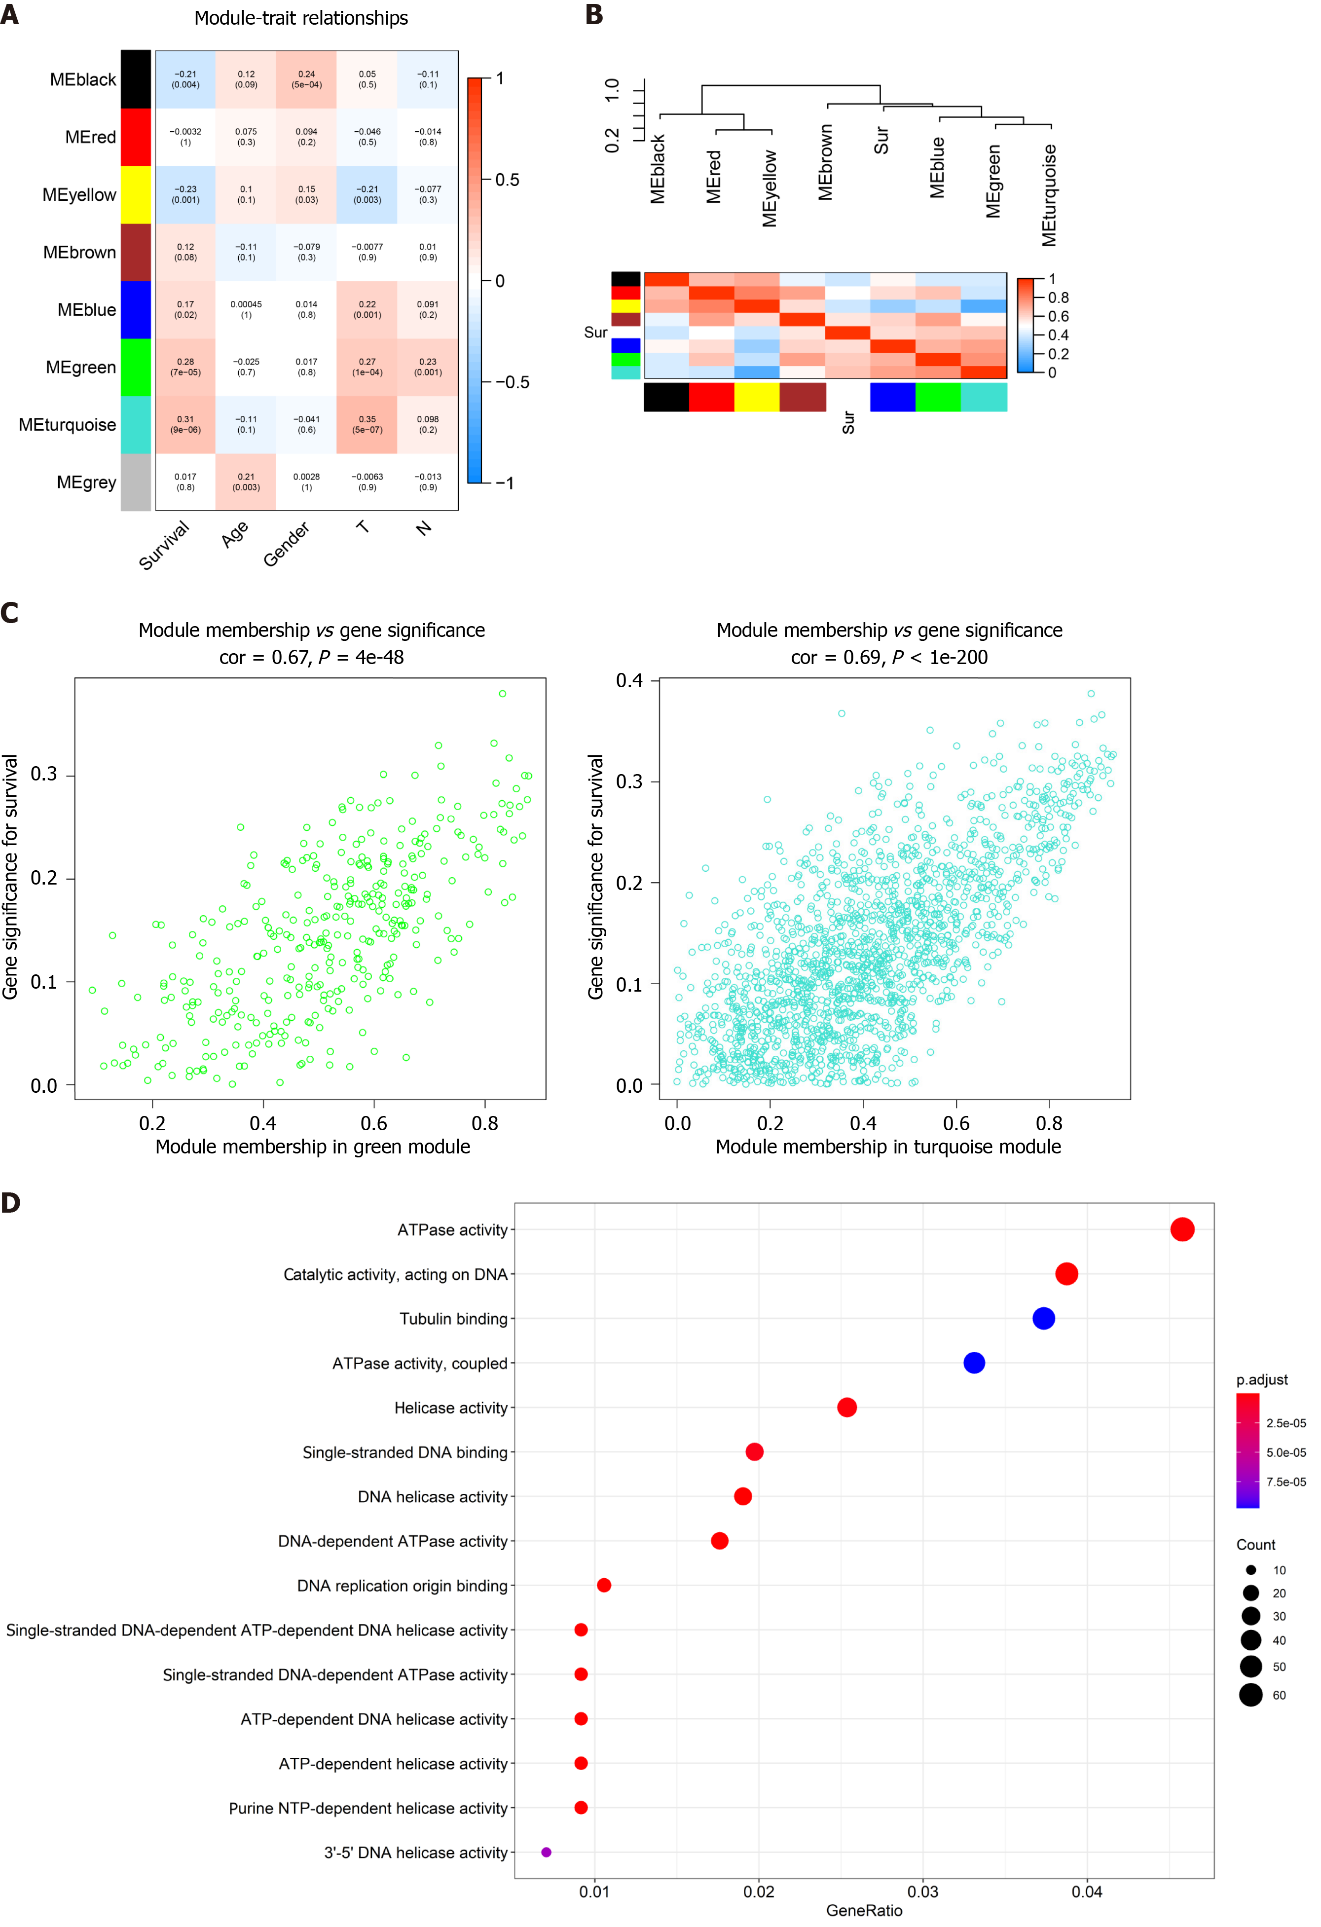 A
Module-trait relationships
MEblack
−0.21 0.12 0.24 0.05 −0.11
(0.004) (0.09) (5e−04) (0.5) (0.1)
MEred
−0.0032 0.075 0.094 −0.046 −0.014
(1) (0.3) (0.2) (0.5) (0.8)
MEyellow
−0.23 0.1 0.15 −0.21 −0.077
(0.001) (0.1) (0.03) (0.003) (0.3)
MEbrown
0.12 −0.11 −0.079 −0.0077 0.01
(0.08) (0.1) (0.3) (0.9) (0.9)
MEblue
0.17 0.00045 0.014 0.22 0.091
(0.02) (1) (0.8) (0.001) (0.2)
MEgreen
0.28 −0.025 0.017 0.27 0.23
(7e−05) (0.7) (0.8) (1e−04) (0.001)
MEturquoise
0.31 −0.11 −0.041 0.35 0.098
(9e−06) (0.1) (0.6) (5e−07) (0.2)
MEgrey
0.017 0.21 0.0028 −0.0063 −0.013
(0.8) (0.003) (1) (0.9) (0.9)
Survival Age Gender T N
1
0.5
0
−0.5
−1
B
1.0
0.2
MEblack
MEred
MEyellow
MEbrown
Sur
MEblue
MEgreen
MEturquoise
Sur
Sur
1
0.8
0.6
0.4
0.2
0
C
Module membership vs gene significance
cor = 0.67, P = 4e-48
Gene significance for survival
0.3
0.2
0.1
0.0
0.2 0.4 0.6 0.8
Module membership in green module
Module membership vs gene significance
cor = 0.69, P < 1e-200
Gene significance for survival
0.4
0.3
0.2
0.1
0.0
0.0 0.2 0.4 0.6 0.8
Module membership in turquoise module
D
ATPase activity
Catalytic activity, acting on DNA
Tubulin binding
ATPase activity, coupled
Helicase activity
Single-stranded DNA binding
DNA helicase activity
DNA-dependent ATPase activity
DNA replication origin binding
Single-stranded DNA-dependent ATP-dependent DNA helicase activity
Single-stranded DNA-dependent ATPase activity
ATP-dependent DNA helicase activity
ATP-dependent helicase activity
Purine NTP-dependent helicase activity
3'-5' DNA helicase activity
0.01 0.02 0.03 0.04
GeneRatio
p.adjust
2.5e-05
5.0e-05
7.5e-05
Count
10
20
30
40
50
60